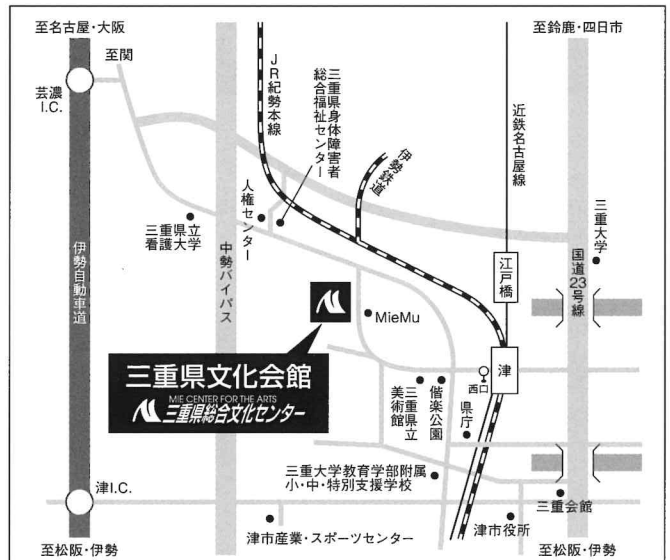 至名古屋・大阪
至鈴鹿・四日市
至関
芸濃
I.C.
JR紀勢本線
三重県身体障害者
総合福祉センター
近鉄名古屋線
伊勢鉄道
人権センター
三重県立
看護大学
三重大学
伊勢自動車道
中勢バイパス
江戸橋
国道23号線
MieMu
三重県文化会館
MIE CENTER FOR THE ARTS
三重県総合文化センター
津
西口
三重県立
美術館
偕楽公園
県庁
三重大学教育学部附属
小・中・特別支援学校
津I.C.
三重会館
津市産業・スポーツセンター
津市役所
至松阪・伊勢
至松阪・伊勢